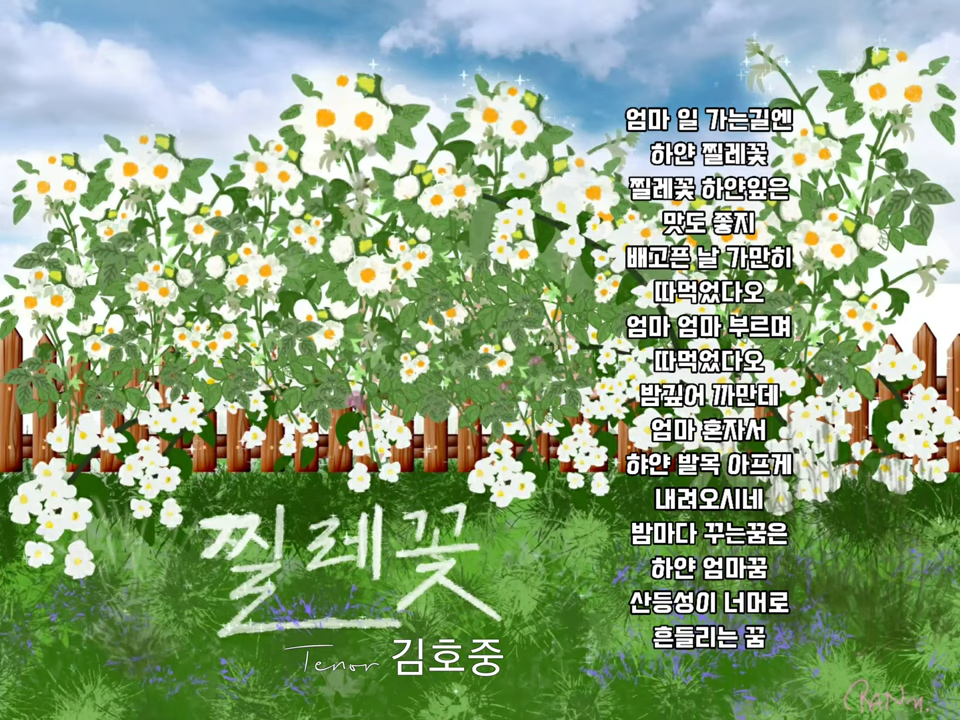 엄마 일 가는길엔
하얀 찔레꽃
찔레꽃 하얀잎은
맛도 좋지
배고픈 날 가만히
따먹었다오
엄마 엄마 부르며
따먹었다오
밤깊어 까만데
엄마 혼자서
햐얀 발목 아프게
내려오시네
밤마다 꾸는꿈은
하얀 엄마꿈
산등성이 너머로
흔들리는 꿈
찔레꽃
Tenor 김호중